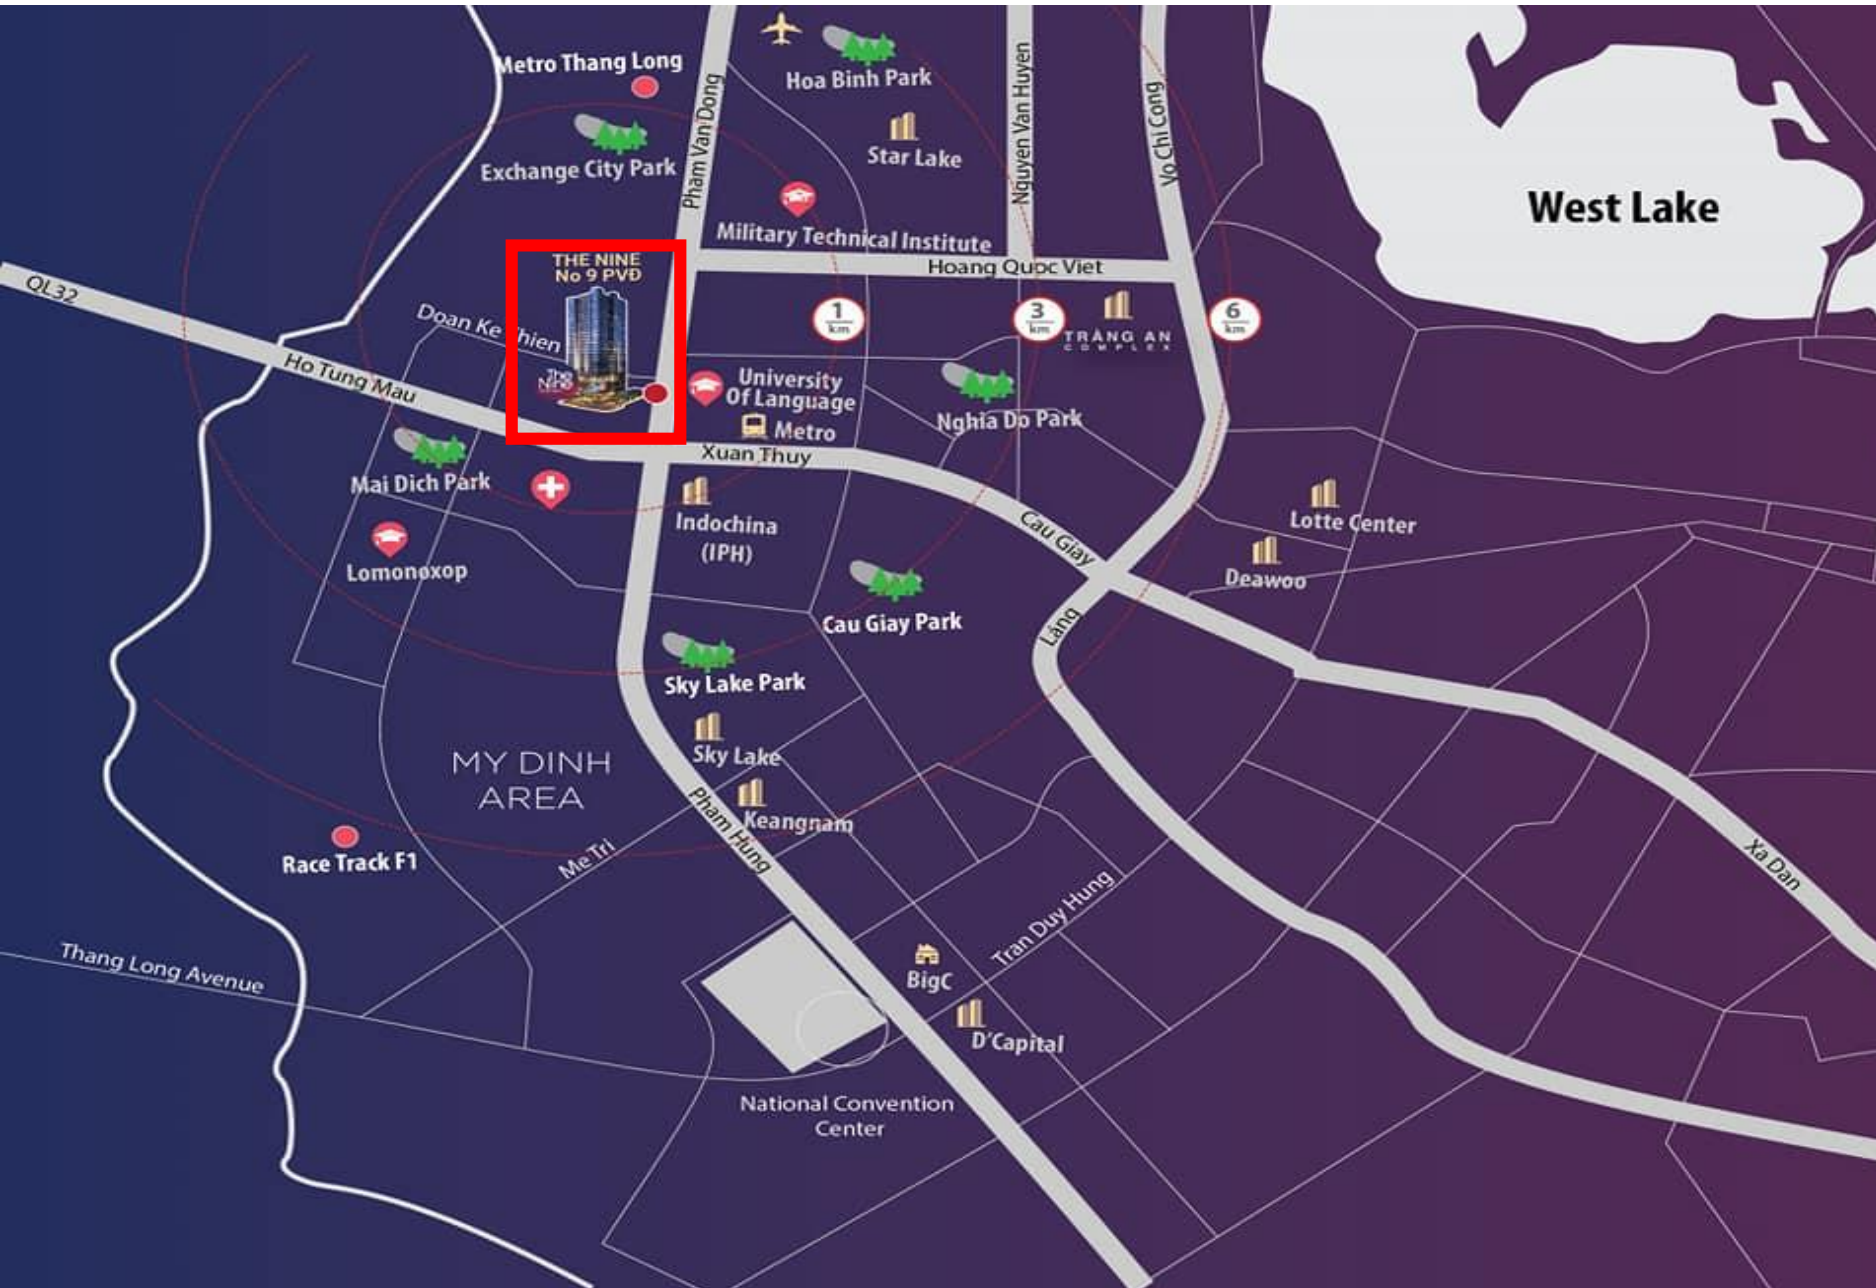 Metro Thang Long
Hoa Binh Park
Exchange City Park
Pham Van Dong
Star Lake
Nguyen Van Huyen
Vo Chi Cong
West Lake
Military Technical Institute
Hoang Quoc Viet
THE NINE
No 9 PVĐ
QL32
Doan Ke Thien
1
km
3
km
6
km
TRÀNG AN
COMPLEX
Ho Tung Mau
The
Nine
University
Of Language
Metro
Nghia Do Park
Xuan Thuy
Mai Dich Park
Indochina
(IPH)
Cau Giay
Lotte Center
Deawoo
Lomonoxop
Cau Giay Park
Láng
Sky Lake Park
Sky Lake
MY DINH
AREA
Keangnam
Pham Hung
Race Track F1
Me Tri
Xa Dan
Tran Duy Hung
Thang Long Avenue
BigC
D'Capital
National Convention
Center